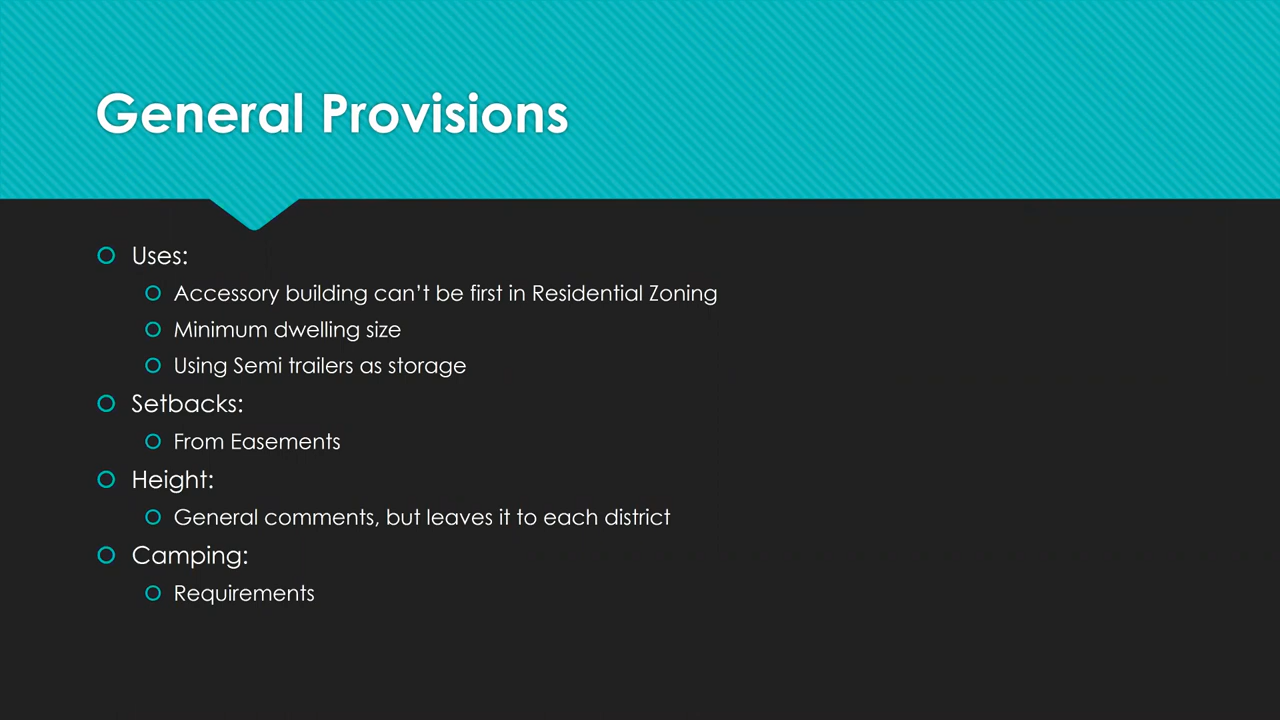 General Provisions
Uses:
Accessory building can’t be first in Residential Zoning
Minimum dwelling size
Using Semi trailers as storage
Setbacks:
From Easements
Height:
General comments, but leaves it to each district
Camping:
Requirements